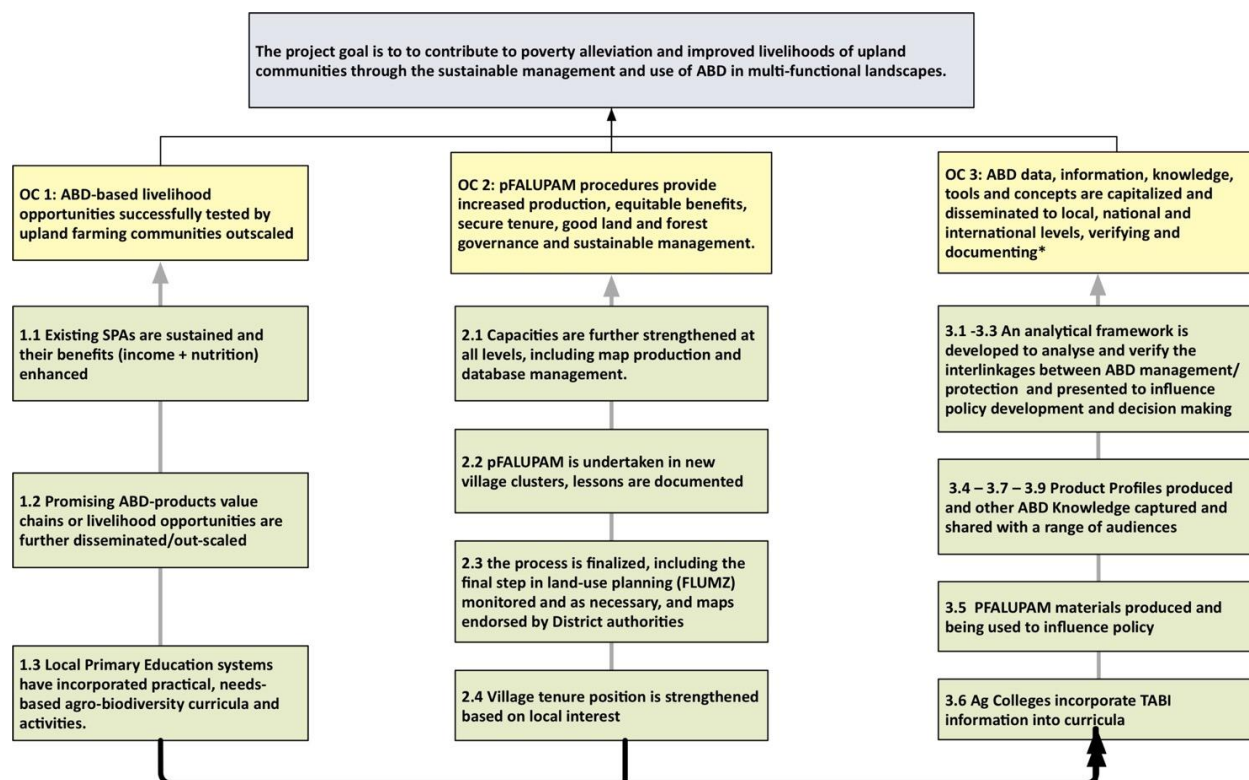 The project goal is to to contribute to poverty alleviation and improved livelihoods of upland
communities through the sustainable management and use of ABD in multi-functional landscapes.
OC 1: ABD-based livelihood
opportunities successfully tested by
upland farming communities outscaled
1.1 Existing SPAs are sustained and
their benefits (income + nutrition)
enhanced
1.2 Promising ABD-products value
chains or livelihood opportunities are
further disseminated/out-scaled
1.3 Local Primary Education systems
have incorporated practical, needs-
based agro-biodiversity curricula and
activities.
OC 2: pFALUPAM procedures provide
increased production, equitable benefits,
secure tenure, good land and forest
governance and sustainable management.
2.1 Capacities are further strengthened at
all levels, including map production and
database management.
2.2 pFALUPAM is undertaken in new
village clusters, lessons are documented
2.3 the process is finalized, including the
final step in land-use planning (FLUMZ)
monitored and as necessary, and maps
endorsed by District authorities
2.4 Village tenure position is strengthened
based on local interest
OC 3: ABD data, information, knowledge,
tools and concepts are capitalized and
disseminated to local, national and
international levels, verifying and
documenting*
3.1 -3.3 An analytical framework is
developed to analyse and verify the
interlinkages between ABD management/
protection and presented to influence
policy development and decision making
3.4 – 3.7 – 3.9 Product Profiles produced
and other ABD Knowledge captured and
shared with a range of audiences
3.5 PFALUPAM materials produced and
being used to influence policy
3.6 Ag Colleges incorporate TABI
information into curricula